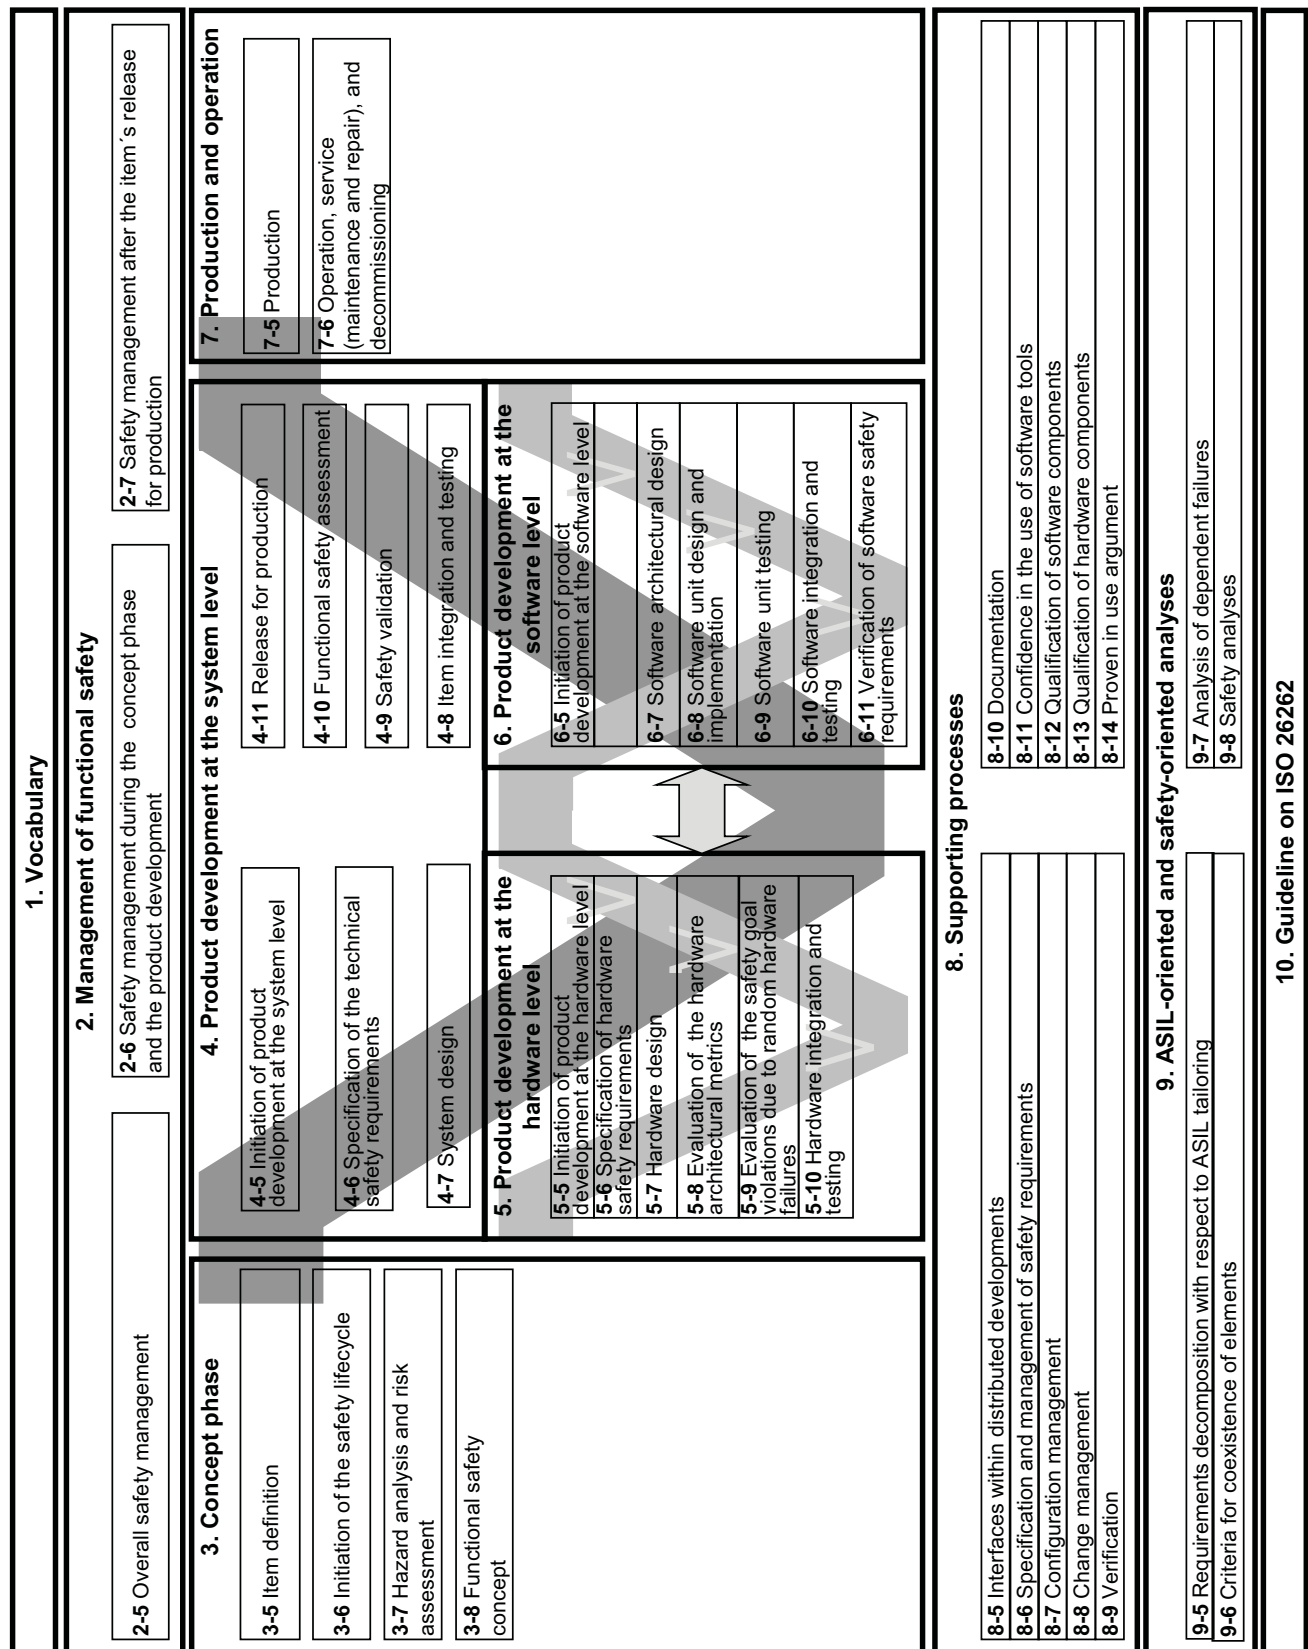 1. Vocabulary
2. Management of functional safety
2-5 Overall safety management
2-6 Safety management during the concept phase
and the product development
2-7 Safety management after the item´s release
for production
3. Concept phase
3-5 Item definition
3-6 Initiation of the safety lifecycle
3-7 Hazard analysis and risk
assessment
3-8 Functional safety
concept
4. Product development at the system level
4-5 Initiation of product
development at the system level
4-6 Specification of the technical
safety requirements
4-7 System design
4-11 Release for production
4-10 Functional safety assessment
4-9 Safety validation
4-8 Item integration and testing
5. Product development at the
hardware level
5-5 Initiation of product
development at the hardware level
5-6 Specification of hardware
safety requirements
5-7 Hardware design
5-8 Evaluation of the hardware
architectural metrics
5-9 Evaluation of the safety goal
violations due to random hardware
failures
5-10 Hardware integration and
testing
6. Product development at the
software level
6-5 Initiation of product
development at the software level
6-7 Software architectural design
6-8 Software unit design and
implementation
6-9 Software unit testing
6-10 Software integration and
testing
6-11 Verification of software safety
requirements
7. Production and operation
7-5 Production
7-6 Operation, service
(maintenance and repair), and
decommissioning
8. Supporting processes
8-5 Interfaces within distributed developments
8-6 Specification and management of safety requirements
8-7 Configuration management
8-8 Change management
8-9 Verification
8-10 Documentation
8-11 Confidence in the use of software tools
8-12 Qualification of software components
8-13 Qualification of hardware components
8-14 Proven in use argument
9. ASIL-oriented and safety-oriented analyses
9-5 Requirements decomposition with respect to ASIL tailoring
9-6 Criteria for coexistence of elements
9-7 Analysis of dependent failures
9-8 Safety analyses
10. Guideline on ISO 26262